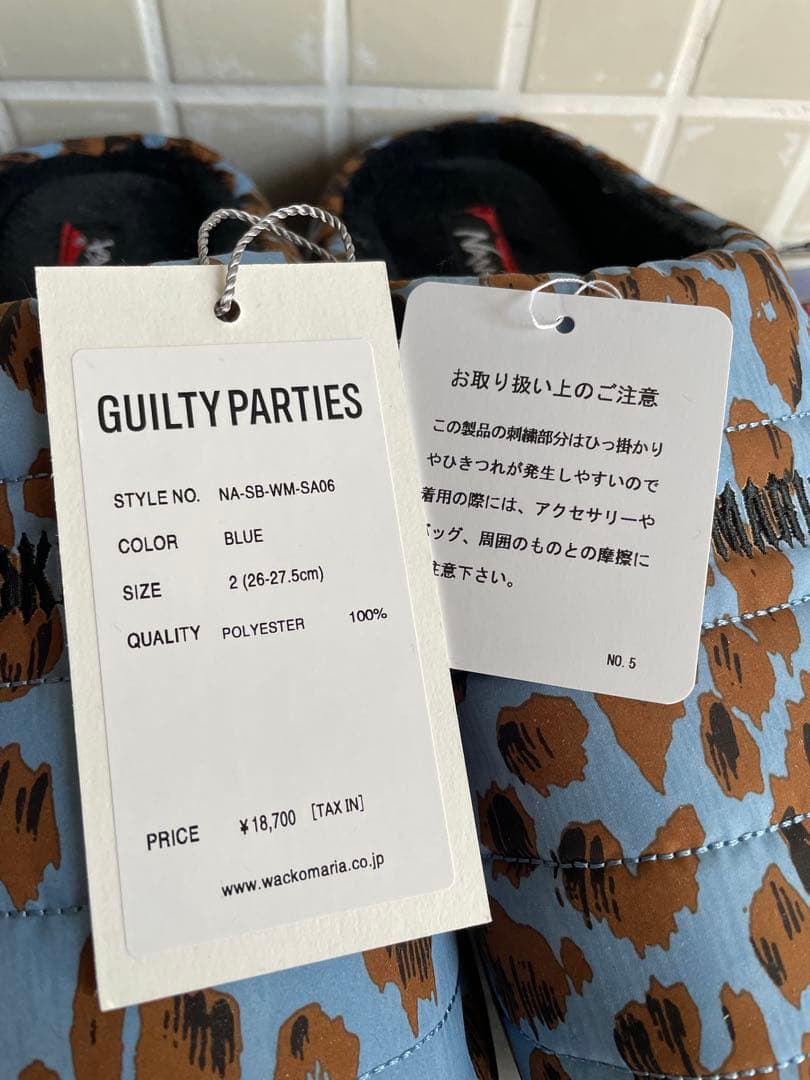 GUILTY PARTIES
STYLE NO. NA-SB-WM-SA06
COLOR BLUE
SIZE 2 (26-27.5cm)
QUALITY POLYESTER 100%
PRICE ¥18,700 [TAX IN]
www.wackomaria.co.jp
お取り扱い上のご注意
この製品の刺繍部分はひっ掛かり
やひきつれが発生しやすいので
着用の際には、アクセサリーや
バッグ、周囲のものとの摩擦に
注意下さい。
NO.5